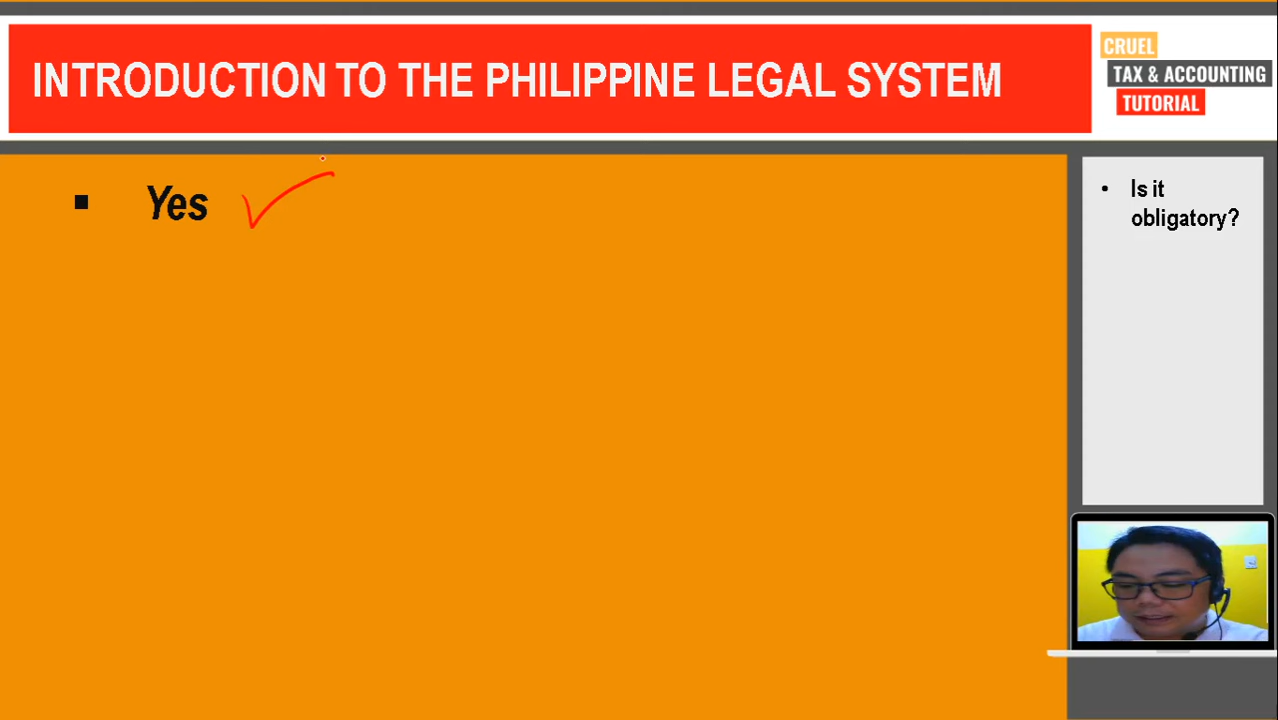 INTRODUCTION TO THE PHILIPPINE LEGAL SYSTEM
CRUEL
TAX & ACCOUNTING
TUTORIAL
▪ Yes
• Is it
obligatory?